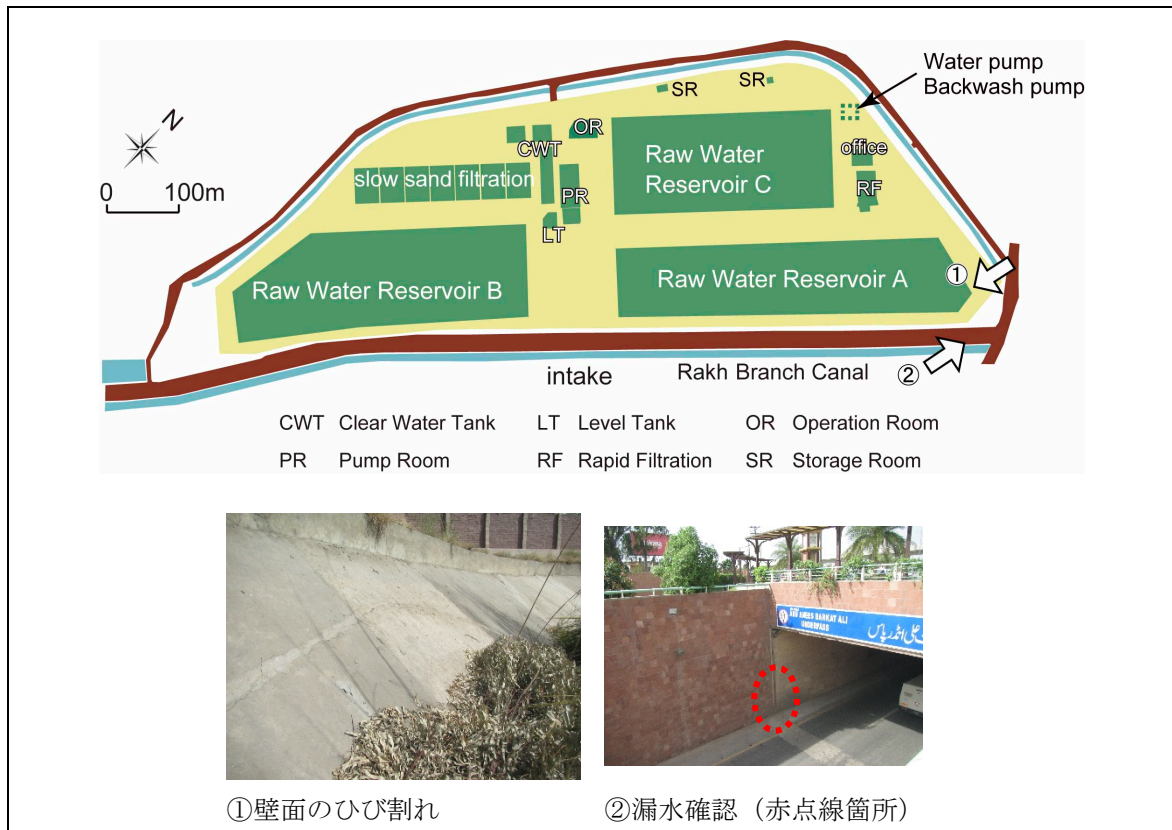 Water pump
Backwash pump
SR
SR
N
OR
CWT
office
Raw Water
Reservoir C
0
100m
slow sand filtration
PR
RF
LT
①
Raw Water Reservoir A
Raw Water Reservoir B
intake
Rakh Branch Canal
②
CWT Clear Water Tank LT Level Tank OR Operation Room
PR Pump Room RF Rapid Filtration SR Storage Room
UNDERPASS
①壁面のひび割れ
②漏水確認（赤点線箇所）